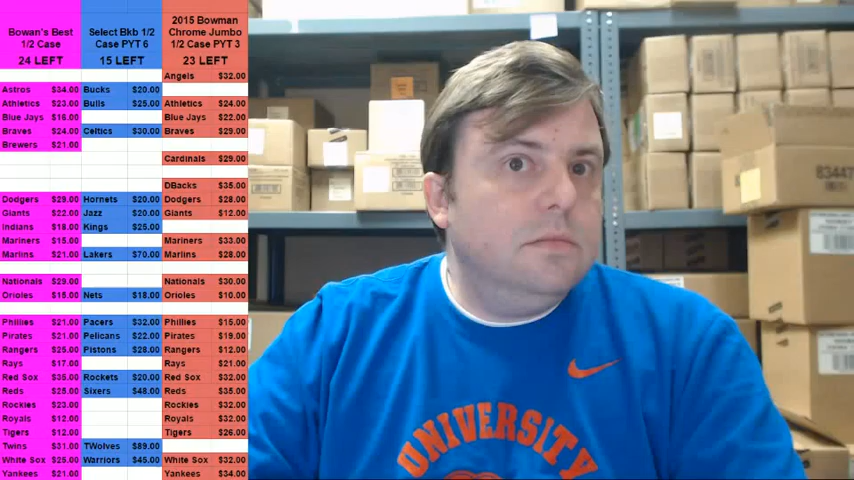 Bowan's Best
1/2 Case
24 LEFT
Select Bkb 1/2
Case PYT 6
15 LEFT
2015 Bowman
Chrome Jumbo
1/2 Case PYT 3
23 LEFT
Angels $32.00
Astros $34.00 Bucks $20.00
Athletics $23.00 Bulls $25.00 Athletics $24.00
Blue Jays $16.00 Blue Jays $22.00
Braves $24.00 Celtics $30.00 Braves $29.00
Brewers $21.00
Cardinals $29.00
DBacks $35.00
Dodgers $29.00 Hornets $20.00 Dodgers $28.00
Giants $22.00 Jazz $20.00 Giants $12.00
Indians $18.00 Kings $25.00
Mariners $15.00 Mariners $33.00
Marlins $21.00 Lakers $70.00 Marlins $28.00
Nationals $29.00 Nationals $30.00
Orioles $15.00 Nets $18.00 Orioles $10.00
Phillies $21.00 Pacers $32.00 Phillies $15.00
Pirates $21.00 Pelicans $22.00 Pirates $19.00
Rangers $25.00 Pistons $28.00 Rangers $12.00
Rays $17.00 Rays $21.00
Red Sox $35.00 Rockets $20.00 Red Sox $32.00
Reds $25.00 Sixers $48.00 Reds $35.00
Rockies $23.00 Rockies $32.00
Royals $12.00 Royals $32.00
Tigers $12.00 Tigers $26.00
Twins $31.00 TWolves $89.00
White Sox $25.00 Warriors $45.00 White Sox $32.00
Yankees $21.00 Yankees $34.00
UNIVERSITY
83447